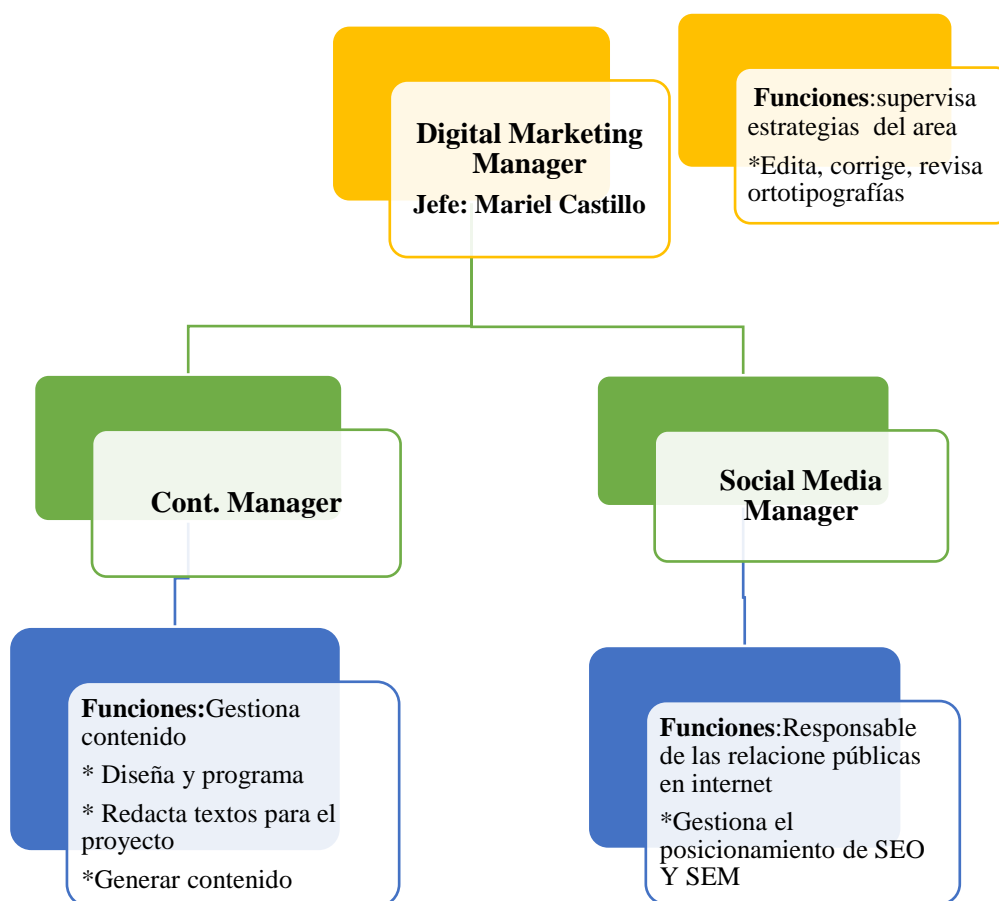 Digital Marketing
Manager
Jefe: Mariel Castillo
Funciones:supervisa
estrategias del area
*Edita, corrige, revisa
ortotipografías
Cont. Manager
Social Media
Manager
Funciones:Gestiona
contenido
* Diseña y programa
* Redacta textos para el
proyecto
*Generar contenido
Funciones:Responsable
de las relacione públicas
en internet
*Gestiona el
posicionamiento de SEO
Y SEM